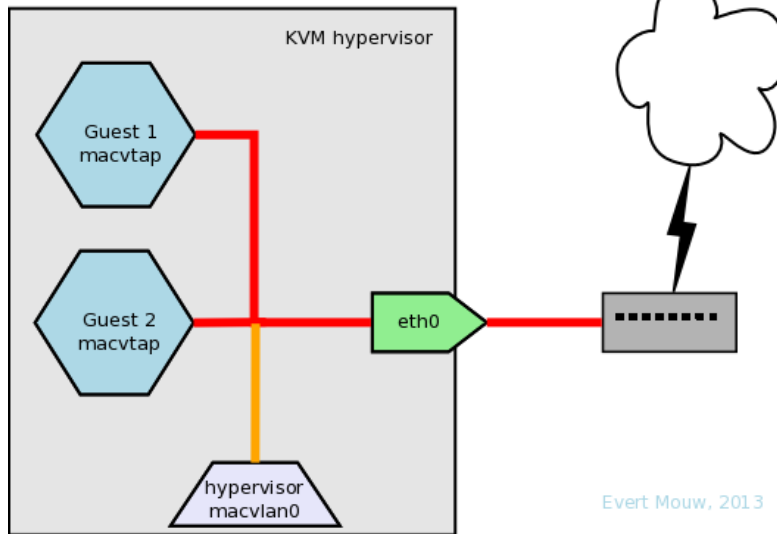 KVM hypervisor
Guest 1
macvtap
Guest 2
macvtap
eth0
hypervisor
macvlan0
Evert Mouw, 2013